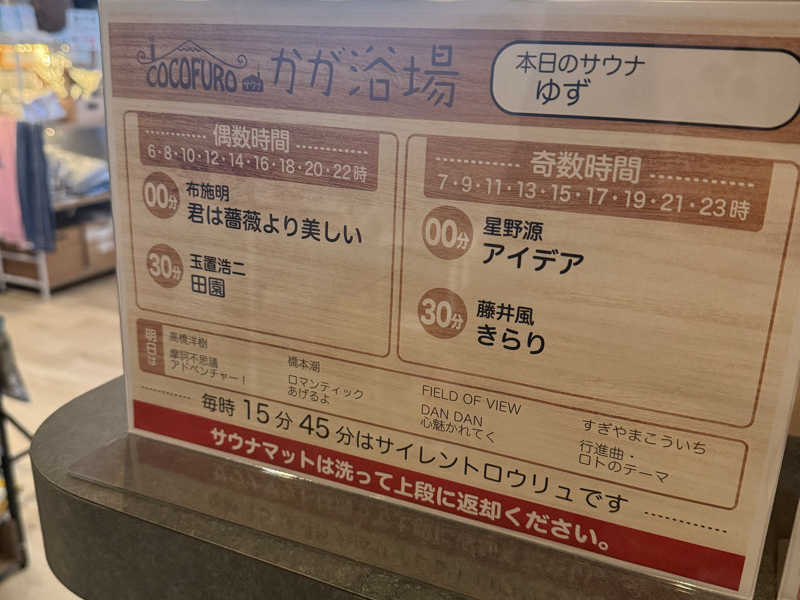 COCOFURO サウナ かが浴場
本日のサウナ
ゆず
偶数時間
6・8・10・12・14・16・18・20・22時
00分
布施明
君は薔薇より美しい
30分
玉置浩二
田園
奇数時間
7・9・11・13・15・17・19・21・23時
00分
星野源
アイデア
30分
藤井風
きらり
明日は
高橋洋樹
摩訶不思議
アドベンチャー！
橋本潮
ロマンティック
あげるよ
FIELD OF VIEW
DAN DAN
心魅かれてく
すぎやまこういち
行進曲・
ロトのテーマ
毎時 15分 45分はサイレントロウリュです
サウナマットは洗って上段に返却ください。